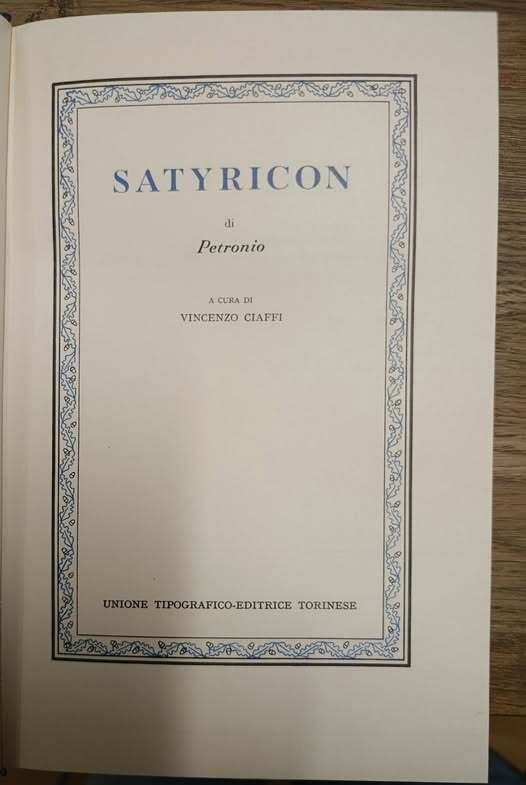 SATYRICON
di
Petronio
A CURA DI
VINCENZO CIAFFI
UNIONE TIPOGRAFICO-EDITRICE TORINESE